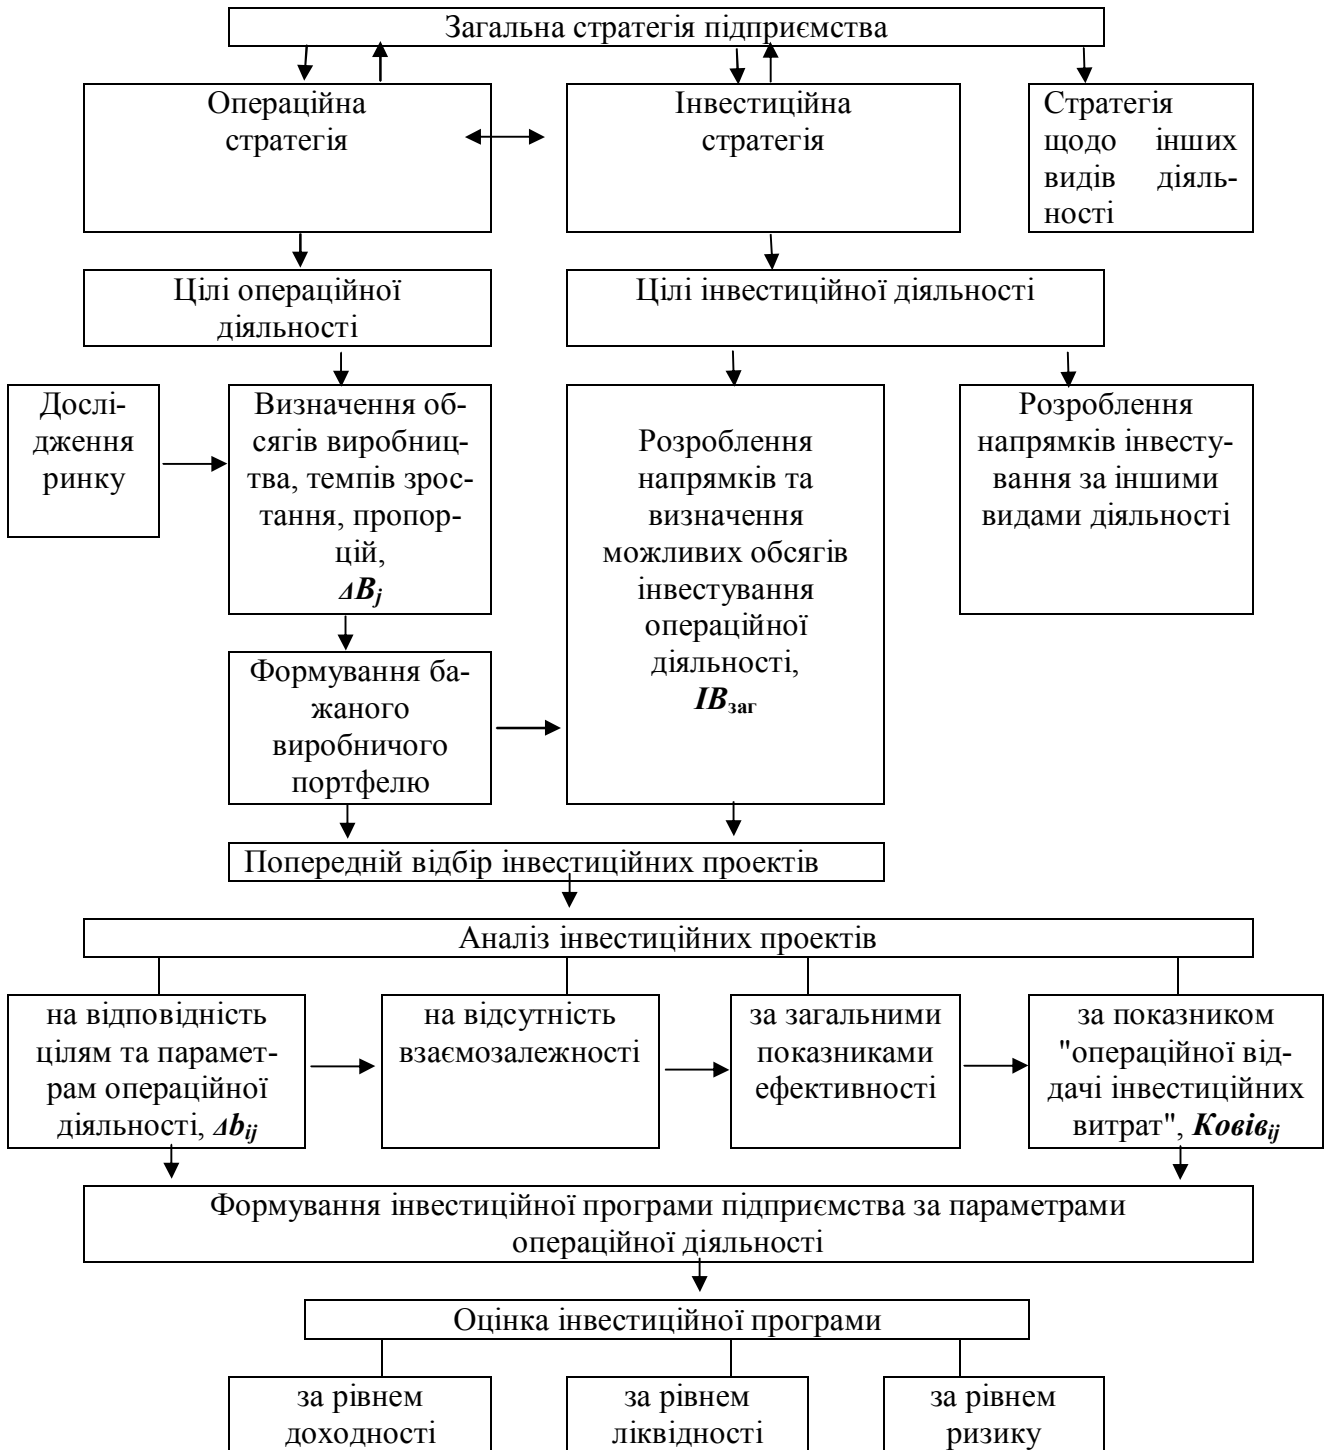 Загальна стратегія підприємства
Операційна
стратегія
Інвестиційна
стратегія
Стратегія
щодо інших
видів діяль-
ності
Цілі операційної
діяльності
Цілі інвестиційної діяльності
Дослі-
дження
ринку
Визначення об-
сягів виробниц-
тва, темпів зрос-
тання, пропор-
цій,
ΔBj
Розроблення
напрямків та
визначення
можливих обсягів
інвестування
операційної
діяльності,
ІВзаг
Розроблення
напрямків інвесту-
вання за іншими
видами діяльності
Формування ба-
жаного
виробничого
портфелю
Попередній відбір інвестиційних проектів
Аналіз інвестиційних проектів
на відповідність
цілям та парамет-
рам операційної
діяльності, Δbij
на відсутність
взаємозалежності
за загальними
показниками
ефективності
за показником
"операційної від-
дачі інвестиційних
витрат", Ковівij
Формування інвестиційної програми підприємства за параметрами
операційної діяльності
Оцінка інвестиційної програми
за рівнем
доходності
за рівнем
ліквідності
за рівнем
ризику